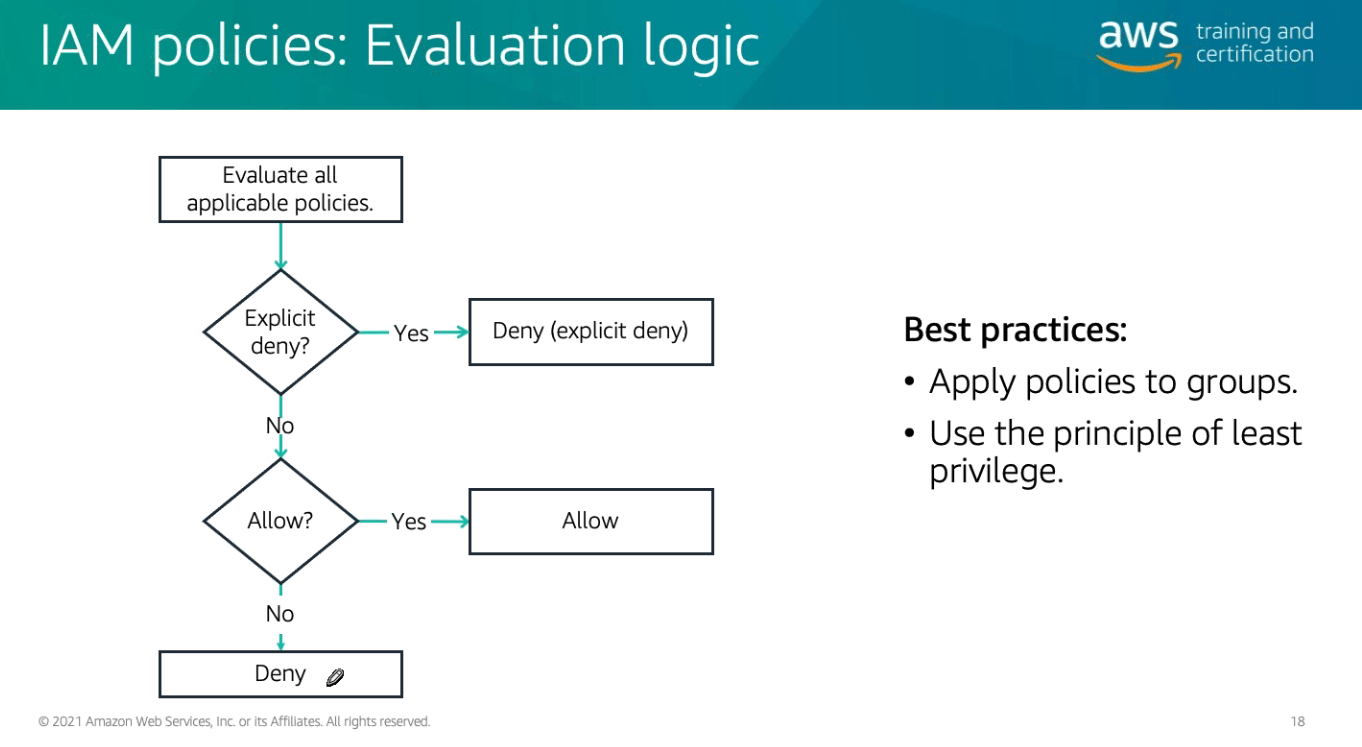 IAM policies: Evaluation logic
aws training and
certification
Evaluate all
applicable policies.
Explicit
deny?
Yes
Deny (explicit deny)
No
Allow?
Yes
Allow
No
Deny
Best practices:
• Apply policies to groups.
• Use the principle of least
privilege.
© 2021 Amazon Web Services, Inc. or its Affiliates. All rights reserved.
18